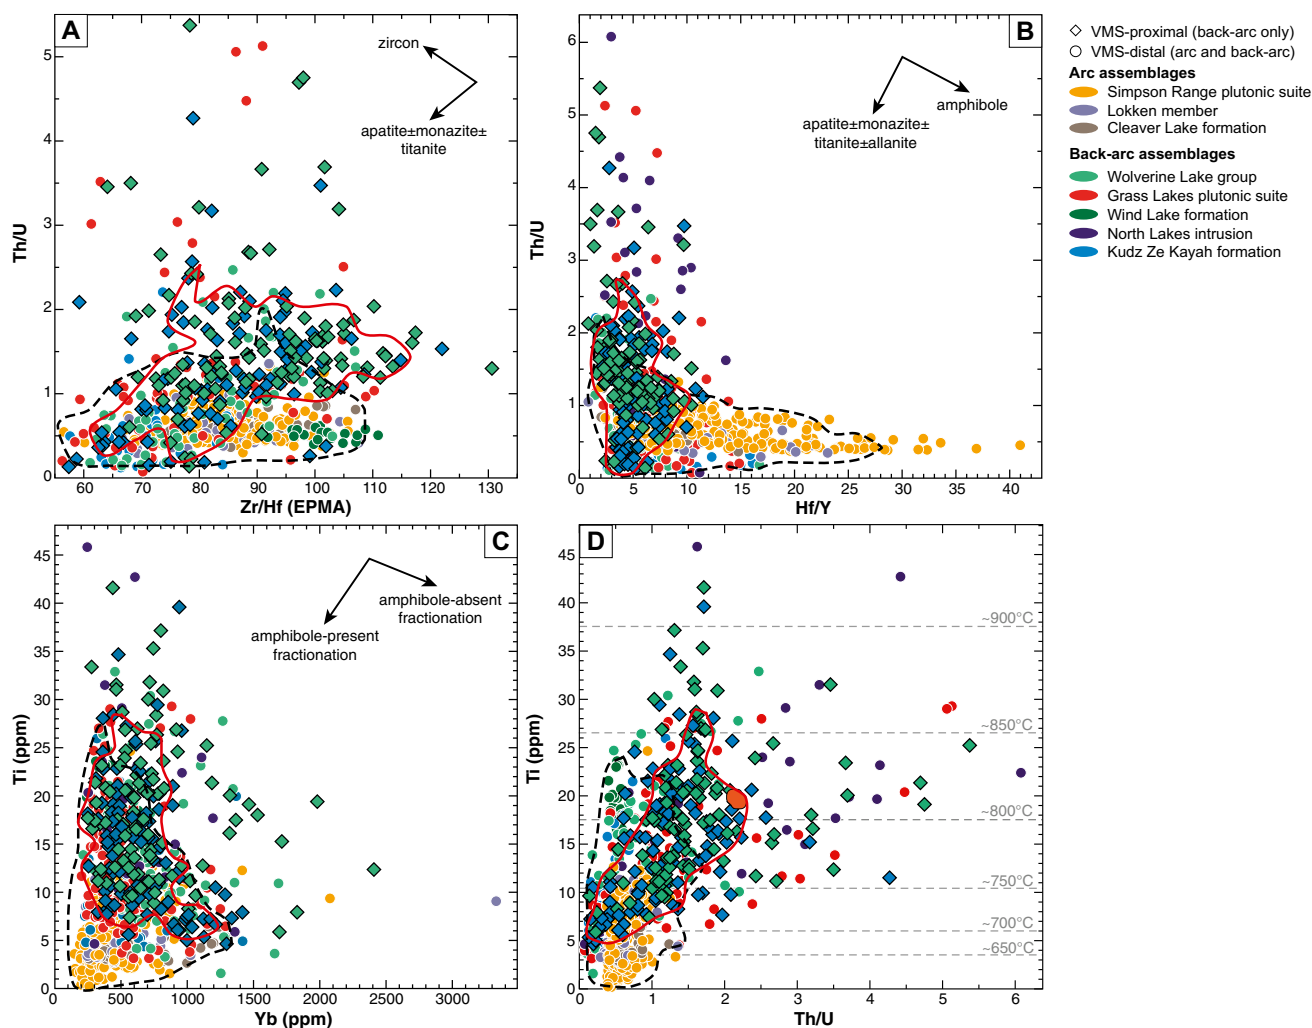 A
zircon
apatite±monazite±
titanite
Th/U
5
4
3
2
1
0
60 70 80 90 100 110 120 130
Zr/Hf (EPMA)
B
amphibole
apatite±monazite±
titanite±allanite
Th/U
6
5
4
3
2
1
0
0 5 10 15 20 25 30 35 40
Hf/Y
VMS-proximal (back-arc only)
VMS-distal (arc and back-arc)
Arc assemblages
Simpson Range plutonic suite
Lokken member
Cleaver Lake formation
Back-arc assemblages
Wolverine Lake group
Grass Lakes plutonic suite
Wind Lake formation
North Lakes intrusion
Kudz Ze Kayah formation
C
amphibole-absent
fractionation
amphibole-present
fractionation
Ti (ppm)
45
40
35
30
25
20
15
10
5
0
0 500 1000 1500 2000 2500 3000
Yb (ppm)
D
~900°C
~850°C
~800°C
~750°C
~700°C
~650°C
Ti (ppm)
45
40
35
30
25
20
15
10
5
0
0 1 2 3 4 5 6
Th/U